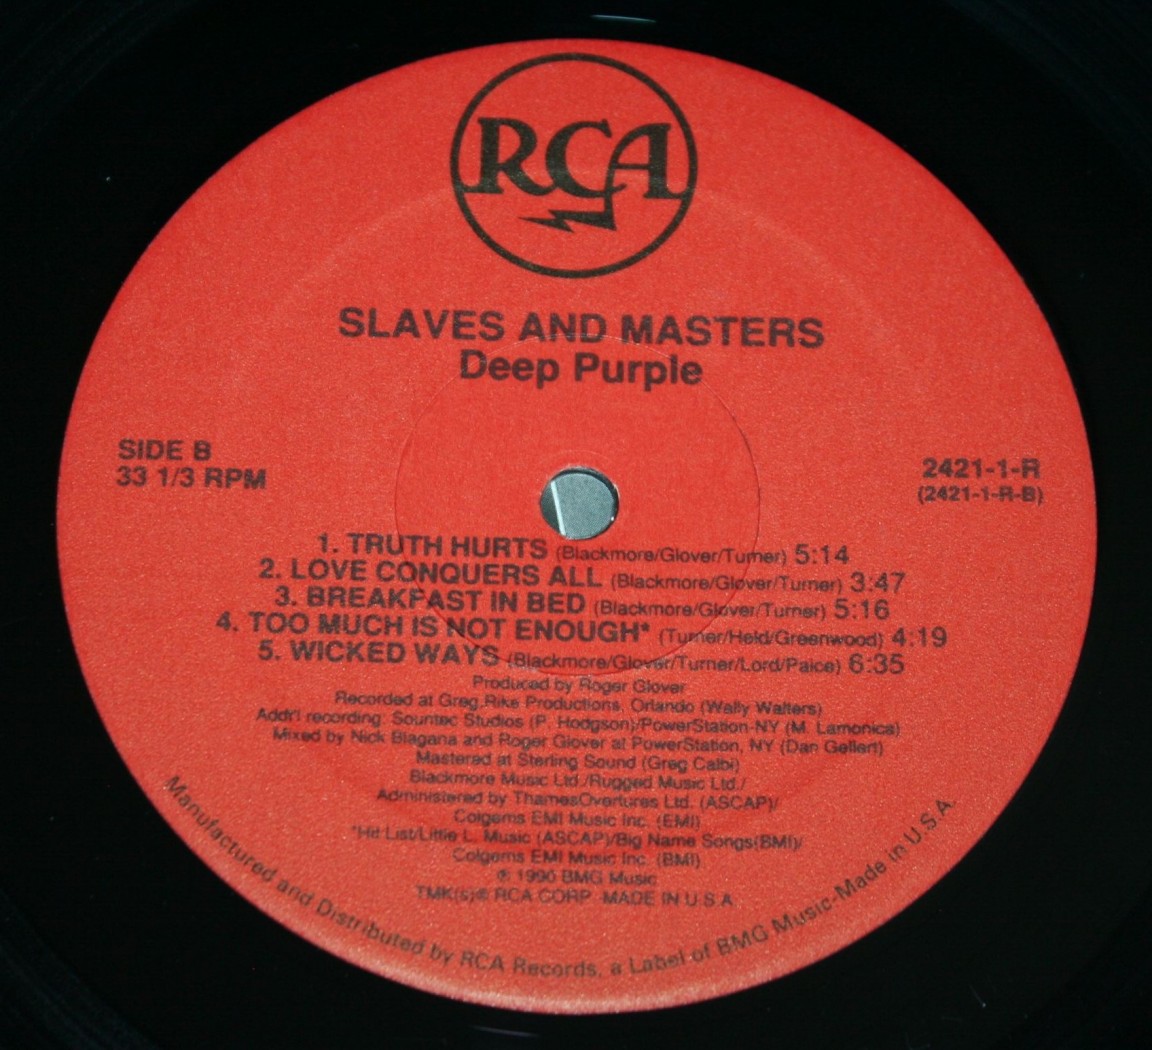 RCA
SLAVES AND MASTERS
Deep Purple
SIDE B
33 1/3 RPM
2421-1-R
(2421-1-R-B)
1. TRUTH HURTS (Blackmore/Glover/Turner) 5:14
2. LOVE CONQUERS ALL (Blackmore/Glover/Turner) 3:47
3. BREAKFAST IN BED (Blackmore/Glover/Turner) 5:16
4. TOO MUCH IS NOT ENOUGH* (Turner/Held/Greenwood) 4:19
5. WICKED WAYS (Blackmore/Glover/Turner/Lord/Paice) 6:35
Produced by Roger Glover
Recorded at Greg Rike Productions, Orlando (Wally Walters)
Add'l recording: Sountec Studios (P. Hodgson)/PowerStation-NY (M. Lamonica)
Mixed by Nick Blagana and Roger Glover at PowerStation, NY (Dan Gellert)
Mastered at Sterling Sound (Greg Calbi)
Blackmore Music Ltd./Rugged Music Ltd./
Administered by ThamesOvertures Ltd. (ASCAP)/
Colgems EMI Music Inc. (EMI)
*Hit List/Little L. Music (ASCAP)/Big Name Songs(BMI)/
Colgems EMI Music Inc. (BMI)
℗ 1990 BMG Music
TMK(s)® RCA CORP. MADE IN U.S.A.
Manufactured and Distributed by RCA Records, a Label of BMG Music-Made in U.S.A.